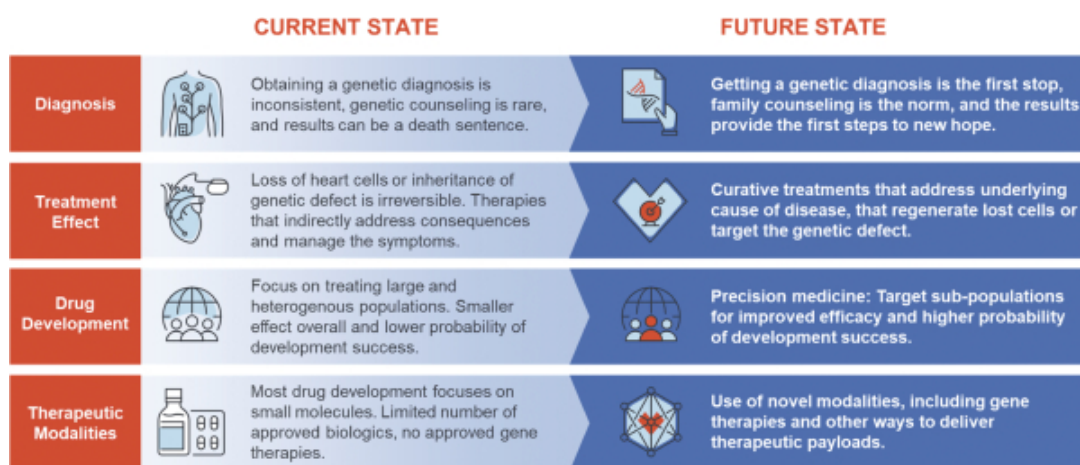 CURRENT STATE
FUTURE STATE
Diagnosis
Obtaining a genetic diagnosis is
inconsistent, genetic counseling is rare,
and results can be a death sentence.
Getting a genetic diagnosis is the first stop,
family counseling is the norm, and the results
provide the first steps to new hope.
Treatment
Effect
Loss of heart cells or inheritance of
genetic defect is irreversible. Therapies
that indirectly address consequences
and manage the symptoms.
Curative treatments that address underlying
cause of disease, that regenerate lost cells or
target the genetic defect.
Drug
Development
Focus on treating large and
heterogenous populations. Smaller
effect overall and lower probability of
development success.
Precision medicine: Target sub-populations
for improved efficacy and higher probability
of development success.
Therapeutic
Modalities
Most drug development focuses on
small molecules. Limited number of
approved biologics, no approved gene
therapies.
Use of novel modalities, including gene
therapies and other ways to deliver
therapeutic payloads.